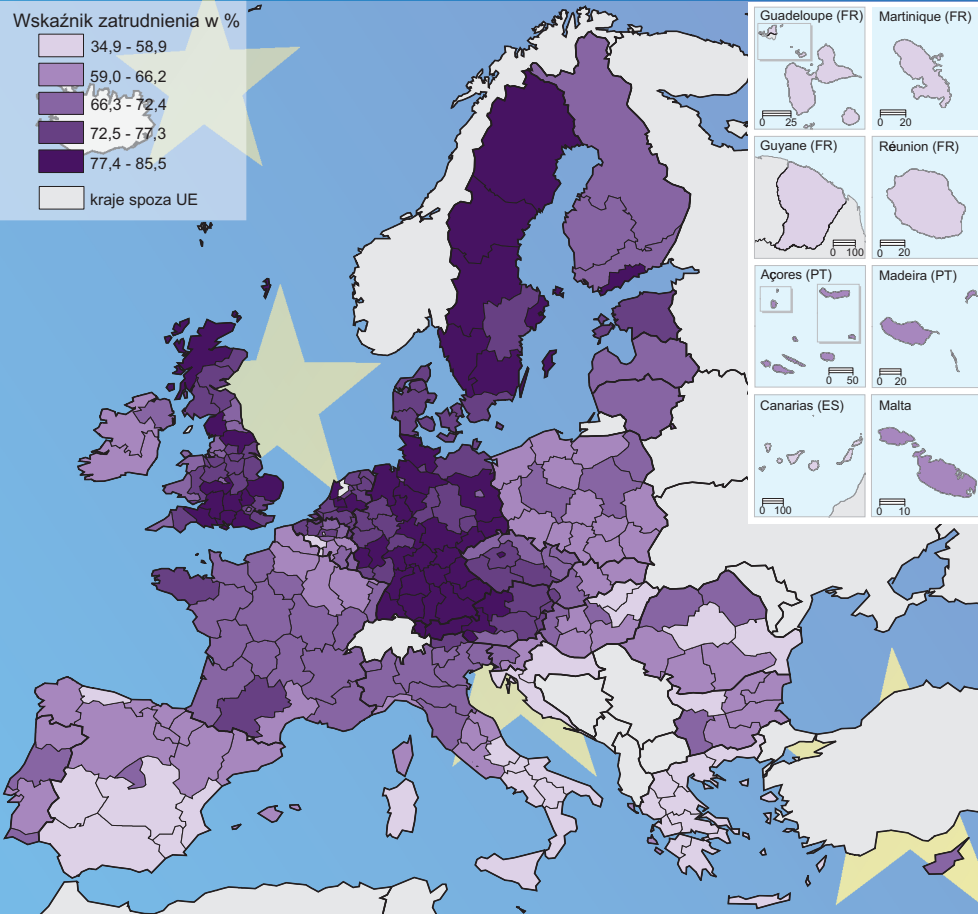 Wskaźnik zatrudnienia w %
34,9 - 58,9
59,0 - 66,2
66,3 - 72,4
72,5 - 77,3
77,4 - 85,5
kraje spoza UE
Guadeloupe (FR)
0 25
Martinique (FR)
0 20
Guyane (FR)
0 100
Réunion (FR)
0 20
Açores (PT)
0 50
Madeira (PT)
0 20
Canarias (ES)
0 100
Malta
0 10